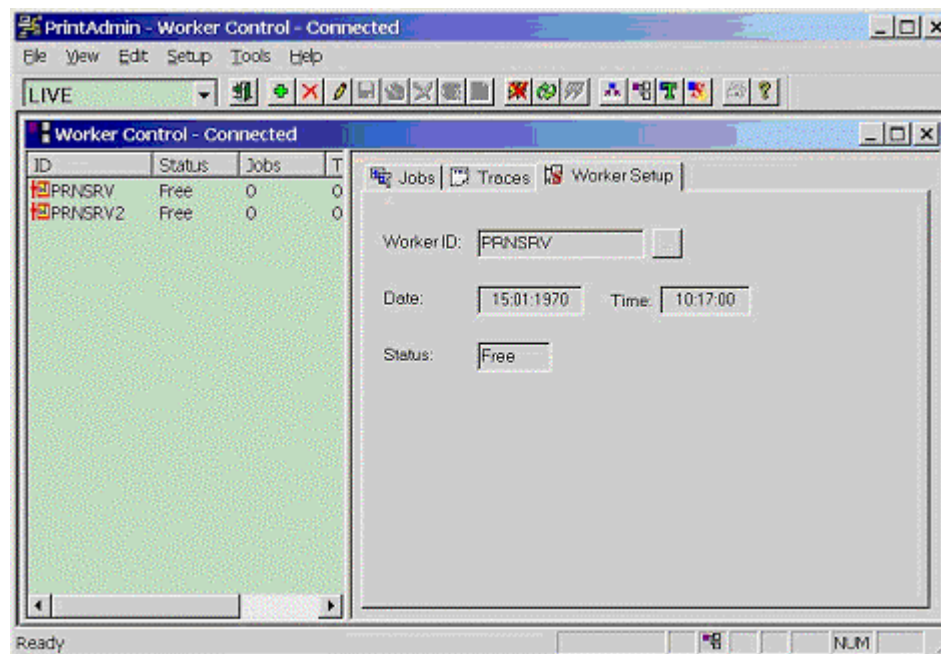 PrintAdmin - Worker Control - Connected
File View Edit Setup Tools Help
LIVE
Worker Control - Connected
ID Status Jobs T
PRNSRV Free 0 0
PRNSRV2 Free 0 0
Jobs Traces Worker Setup
Worker ID: PRNSRV ...
Date: 15:01:1970 Time: 10:17:00
Status: Free
Ready NUM